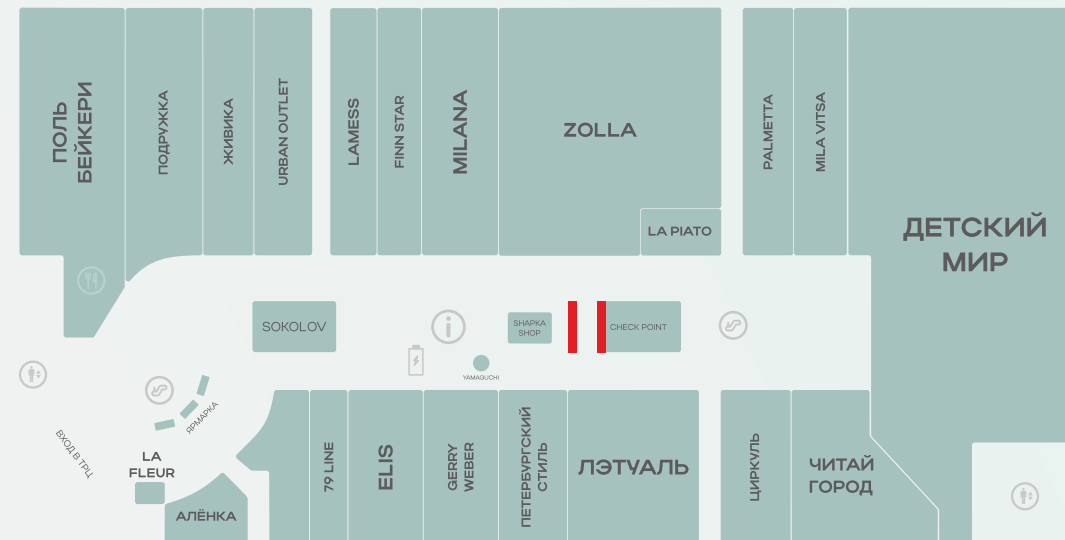 ПОЛЬ
БЕЙКЕРИ
ПОДРУЖКА
ЖИВИКА
URBAN OUTLET
LAMESS
FINN STAR
MILANA
ZOLLA
LA PIATO
PALMETTA
MILA VITSA
ДЕТСКИЙ
МИР
SOKOLOV
i
SHAPKA
SHOP
CHECK POINT
YAMAGUCHI
ЯРМАРКА
ВХОД В ТРЦ
LA
FLEUR
АЛЁНКА
79 LINE
ELIS
GERRY
WEBER
ПЕТЕРБУРГСКИЙ
СТИЛЬ
ЛЭТУАЛЬ
ЦИРКУЛЬ
ЧИТАЙ
ГОРОД